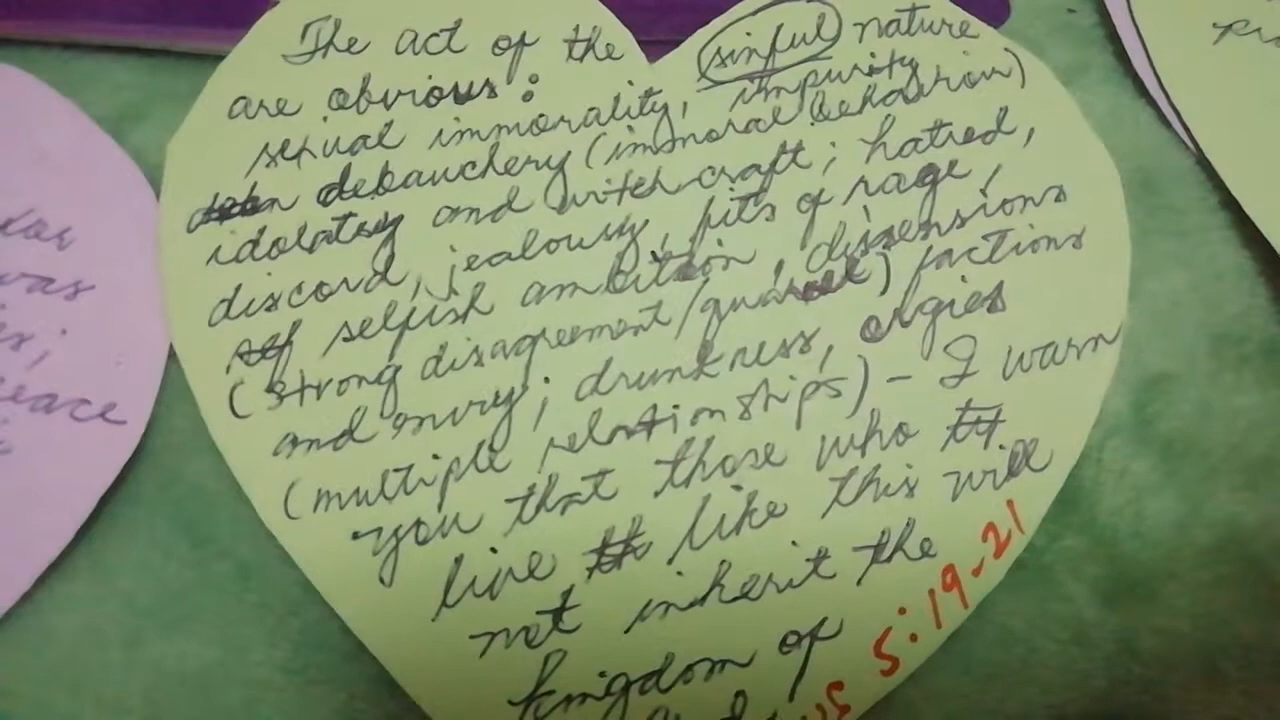 The act of the sinful nature
are obvious:
sexual immorality, impurity
debauchery (immoral behavior)
idolatry and witchcraft; hatred,
discord, jealousy, fits of rage,
selfish ambition, dissensions
(strong disagreement/quarrel) factions
and envy; drunkness, orgies
(multiple relationships) - I warn
you that those who
live like this will
not inherit the
kingdom of
5:19-21
was
eace